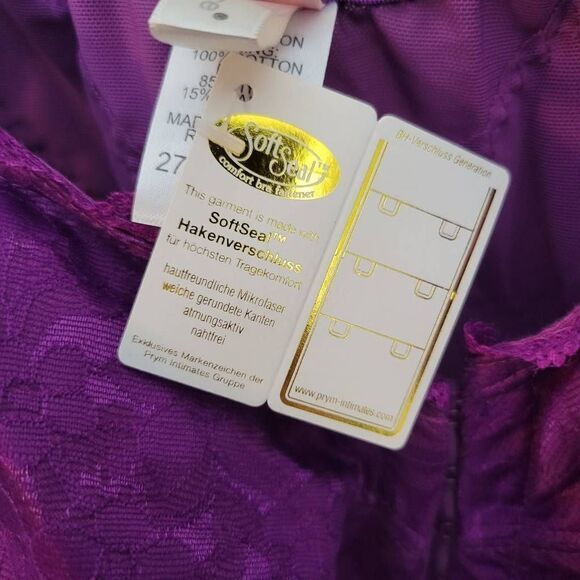 100%
COTTON
85
15%
MAD
R
27
SoftSeal™
comfort bra fastener
This garment is made with
SoftSeal™
Hakenverschluss
für höchsten Tragekomfort
hautfreundliche Mikrofaser
weiche gerundete Kanten
atmungsaktiv
nahtfrei
Exklusives Markenzeichen der
Prym Intimates Gruppe
BH-Verschluss Generation
www.prym-intimates.com